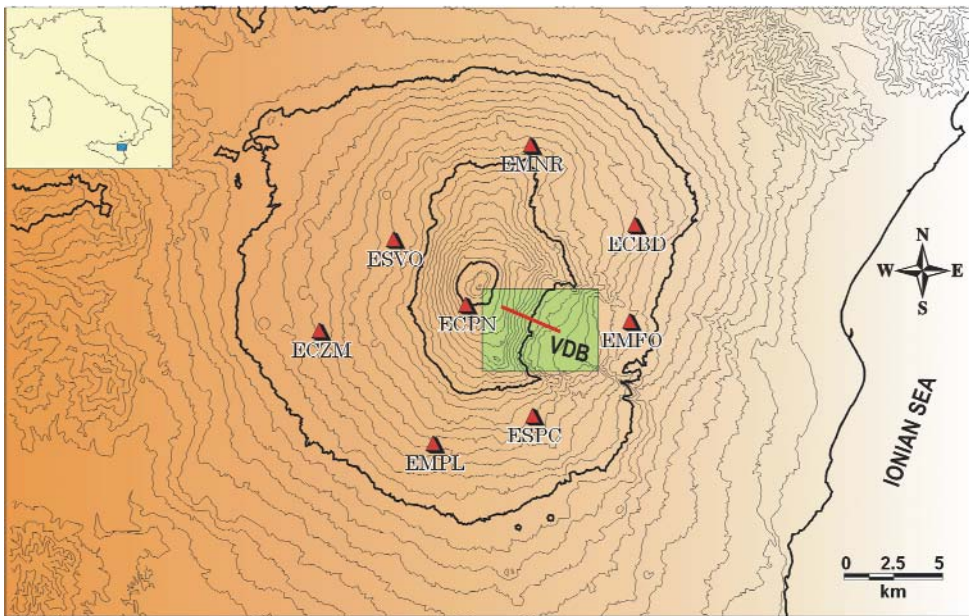 EMNR
ECBD
ESVO
N
W E
S
ECPN
ECZM
EMFO
VDB
ESPC
EMPL
IONIAN SEA
0 2.5 5
km